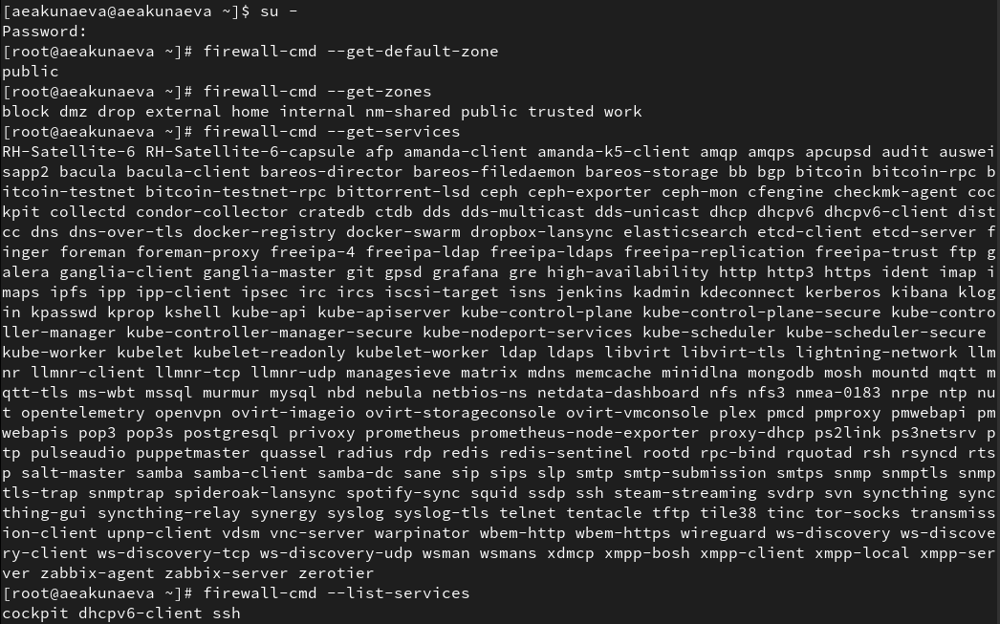 [aeakunaeva@aeakunaeva ~]$ su -
Password:
[root@aeakunaeva ~]# firewall-cmd --get-default-zone
public
[root@aeakunaeva ~]# firewall-cmd --get-zones
block dmz drop external home internal nm-shared public trusted work
[root@aeakunaeva ~]# firewall-cmd --get-services
RH-Satellite-6 RH-Satellite-6-capsule afp amanda-client amanda-k5-client amqp amqps apcupsd audit auswei
sapp2 bacula bacula-client bareos-director bareos-filedaemon bareos-storage bb bgp bitcoin bitcoin-rpc b
itcoin-testnet bitcoin-testnet-rpc bittorrent-lsd ceph ceph-exporter ceph-mon cfengine checkmk-agent coc
kpit collectd condor-collector cratedb ctdb dds dds-multicast dds-unicast dhcp dhcpv6 dhcpv6-client dist
cc dns dns-over-tls docker-registry docker-swarm dropbox-lansync elasticsearch etcd-client etcd-server f
inger foreman foreman-proxy freeipa-4 freeipa-ldap freeipa-ldaps freeipa-replication freeipa-trust ftp g
alera ganglia-client ganglia-master git gpsd grafana gre high-availability http http3 https ident imap i
maps ipfs ipp ipp-client ipsec irc ircs iscsi-target isns jenkins kadmin kdeconnect kerberos kibana klog
in kpasswd kprop kshell kube-api kube-apiserver kube-control-plane kube-control-plane-secure kube-contro
ller-manager kube-controller-manager-secure kube-nodeport-services kube-scheduler kube-scheduler-secure
kube-worker kubelet kubelet-readonly kubelet-worker ldap ldaps libvirt libvirt-tls lightning-network llm
nr llmnr-client llmnr-tcp llmnr-udp managesieve matrix mdns memcache minidlna mongodb mosh mountd mqtt m
qtt-tls ms-wbt mssql murmur mysql nbd nebula netbios-ns netdata-dashboard nfs nfs3 nmea-0183 nrpe ntp nu
t opentelemetry openvpn ovirt-imageio ovirt-storageconsole ovirt-vmconsole plex pmcd pmproxy pmwebapi pm
webapis pop3 pop3s postgresql privoxy prometheus prometheus-node-exporter proxy-dhcp ps2link ps3netsrv p
tp pulseaudio puppetmaster quassel radius rdp redis redis-sentinel rootd rpc-bind rquotad rsh rsyncd rts
p salt-master samba samba-client samba-dc sane sip sips slp smtp smtp-submission smtps snmp snmptls snmp
tls-trap snmptrap spideroak-lansync spotify-sync squid ssdp ssh steam-streaming svdrp svn syncthing sync
thing-gui syncthing-relay synergy syslog syslog-tls telnet tentacle tftp tile38 tinc tor-socks transmiss
ion-client upnp-client vdsm vnc-server warpinator wbem-http wbem-https wireguard ws-discovery ws-discove
ry-client ws-discovery-tcp ws-discovery-udp wsman wsmans xdmcp xmpp-bosh xmpp-client xmpp-local xmpp-ser
ver zabbix-agent zabbix-server zerotier
[root@aeakunaeva ~]# firewall-cmd --list-services
cockpit dhcpv6-client ssh